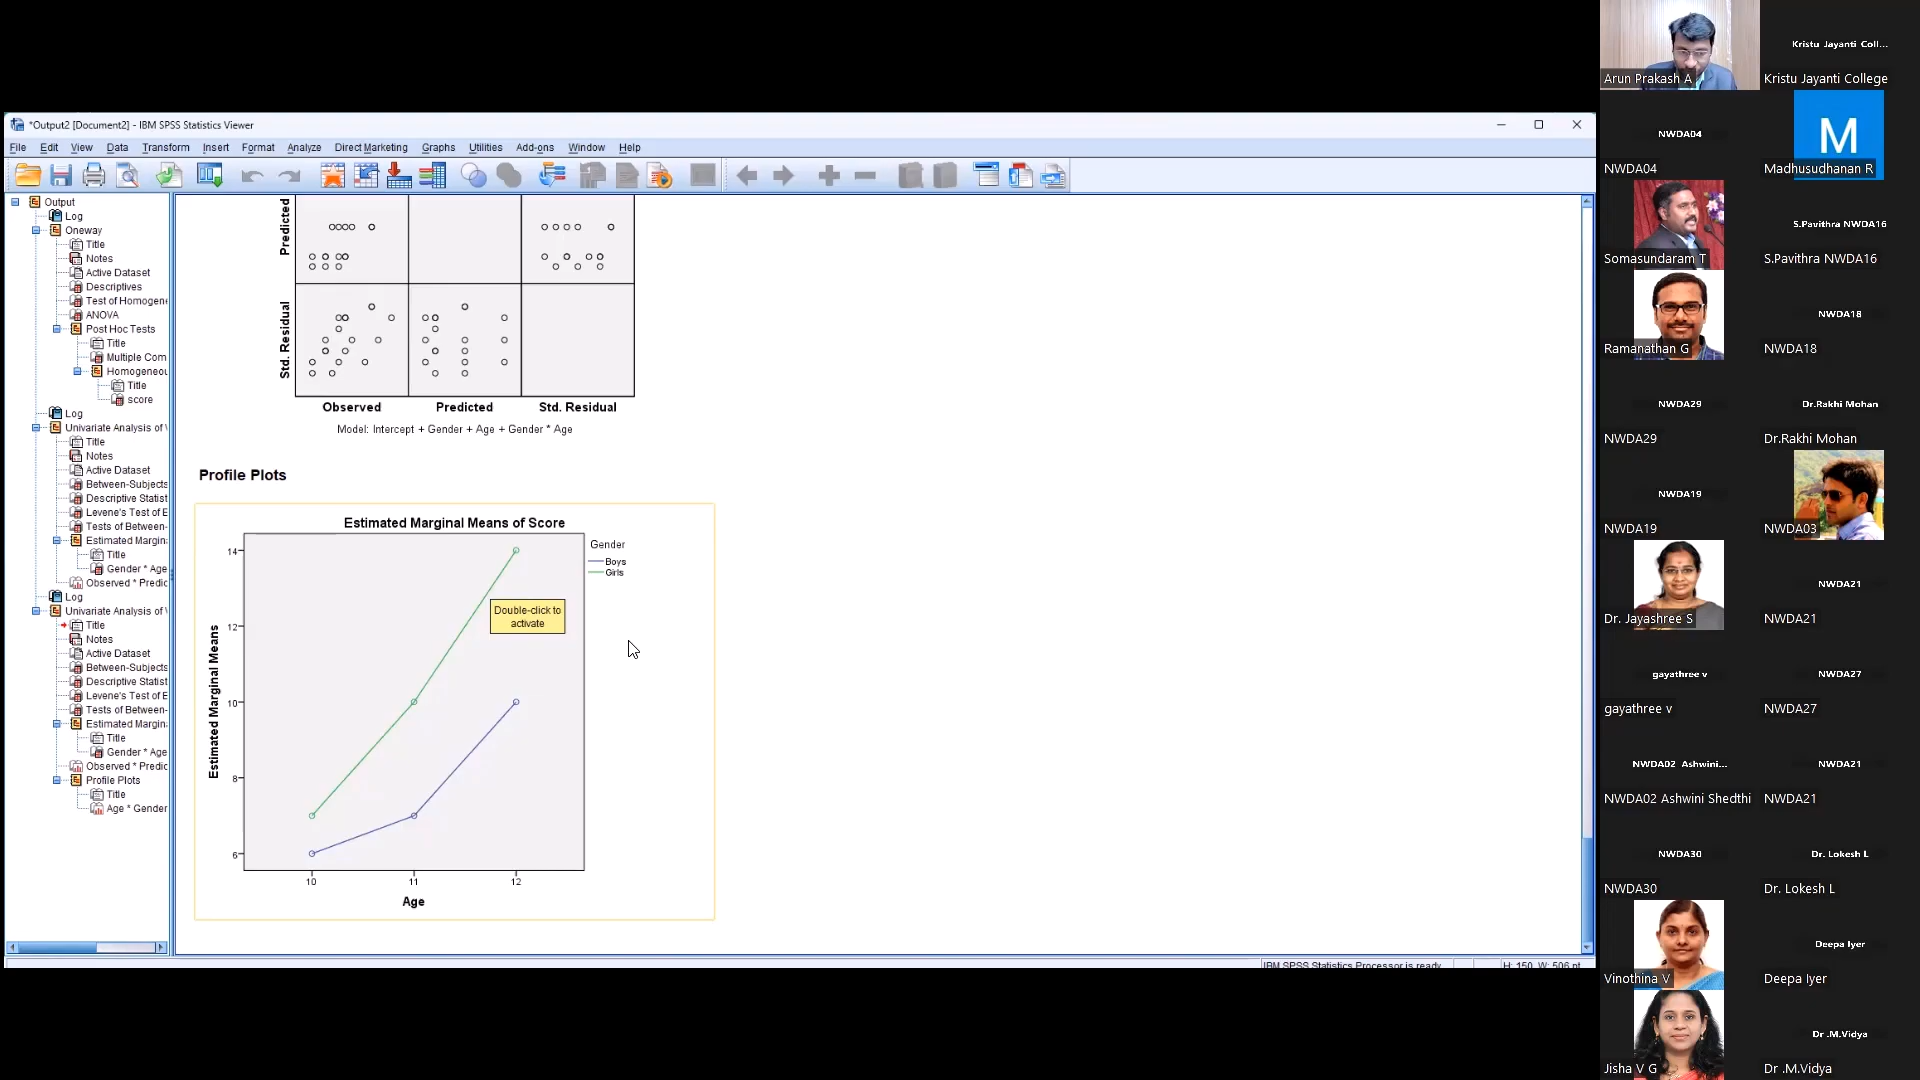 *Output2 [Document2] - IBM SPSS Statistics Viewer
File Edit View Data Transform Insert Format Analyze Direct Marketing Graphs Utilities Add-ons Window Help
Output
Log
Oneway
Title
Notes
Active Dataset
Descriptives
Test of Homogen
ANOVA
Post Hoc Tests
Title
Multiple Com
Homogeneou
Title
score
Log
Univariate Analysis of V
Title
Notes
Active Dataset
Between-Subjects
Descriptive Statist
Levene's Test of E
Tests of Between-
Estimated Margin
Title
Gender * Age
Observed * Predic
Log
Univariate Analysis of V
Title
Notes
Active Dataset
Between-Subjects
Descriptive Statist
Levene's Test of E
Tests of Between-
Estimated Margin
Title
Gender * Age
Observed * Predic
Profile Plots
Title
Age * Gender
Predicted
Std. Residual
Observed Predicted Std. Residual
Model: Intercept + Gender + Age + Gender * Age
Profile Plots
Estimated Marginal Means of Score
Estimated Marginal Means
14
12
10
8
6
10 11 12
Age
Gender
Boys
Girls
Double-click to
activate
IBM SPSS Statistics Processor is ready
H: 150, W: 506 pt
Arun Prakash A
Kristu Jayanti Coll...
Kristu Jayanti College
NWDA04
NWDA04
M
Madhusudhanan R
Somasundaram T
S.Pavithra NWDA16
S.Pavithra NWDA16
Ramanathan G
NWDA18
NWDA18
NWDA29
NWDA29
Dr.Rakhi Mohan
Dr.Rakhi Mohan
NWDA19
NWDA19
NWDA03
Dr. Jayashree S
NWDA21
NWDA21
gayathree v
gayathree v
NWDA27
NWDA27
NWDA02 Ashwini...
NWDA02 Ashwini Shedthi
NWDA21
NWDA21
NWDA30
NWDA30
Dr. Lokesh L
Dr. Lokesh L
Vinothina V
Deepa Iyer
Deepa Iyer
Jisha V G
Dr .M.Vidya
Dr .M.Vidya